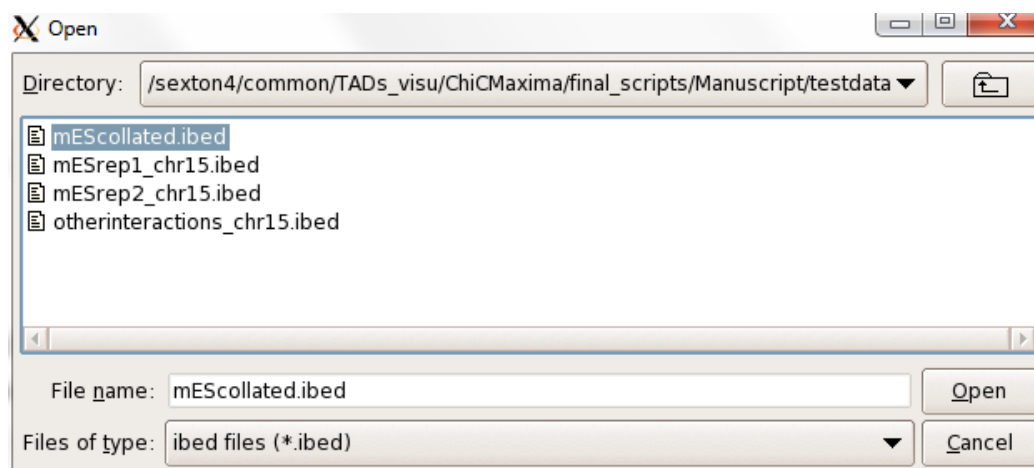 Open
Directory: /sexton4/common/TADs_visu/ChiCMaxima/final_scripts/Manuscript/testdata
mEScollated.ibed
mESrep1_chr15.ibed
mESrep2_chr15.ibed
otherinteractions_chr15.ibed
File name: mEScollated.ibed Open
Files of type: ibed files (*.ibed) Cancel